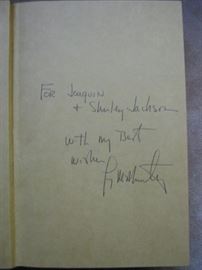 For Joaquin
+ Shirley Jackson
with my Best
wishes